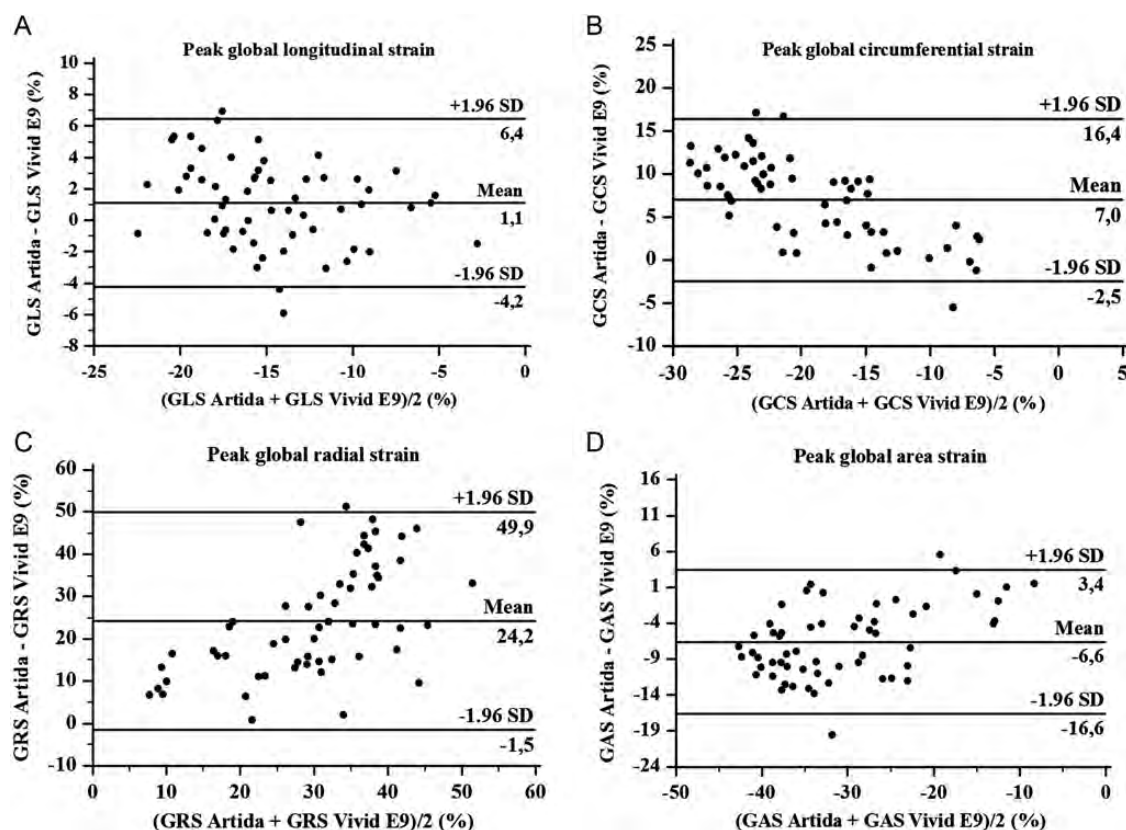 A
Peak global longitudinal strain
GLS Artida - GLS Vivid E9 (%)
8
6
4
2
0
-2
-4
-6
-8
+1.96 SD
6,4
Mean
1,1
-1.96 SD
-4,2
-25 -20 -15 -10 -5 0
(GLS Artida + GLS Vivid E9)/2 (%)
B
Peak global circumferential strain
GCS Artida - GCS Vivid E9 (%)
25
20
15
10
5
0
-5
-10
+1.96 SD
16,4
Mean
7,0
-1.96 SD
-2,5
-30 -25 -20 -15 -10 -5 0 5
(GCS Artida + GCS Vivid E9)/2 (%)
C
Peak global radial strain
GRS Artida - GRS Vivid E9 (%)
60
50
40
30
20
10
0
-10
+1.96 SD
49,9
Mean
24,2
-1.96 SD
-1,5
0 10 20 30 40 50 60
(GRS Artida + GRS Vivid E9)/2 (%)
D
Peak global area strain
GAS Artida - GAS Vivid E9 (%)
16
11
6
1
-4
-9
-14
-19
-24
+1.96 SD
3,4
Mean
-6,6
-1.96 SD
-16,6
-50 -40 -30 -20 -10 0
(GAS Artida + GAS Vivid E9)/2 (%)